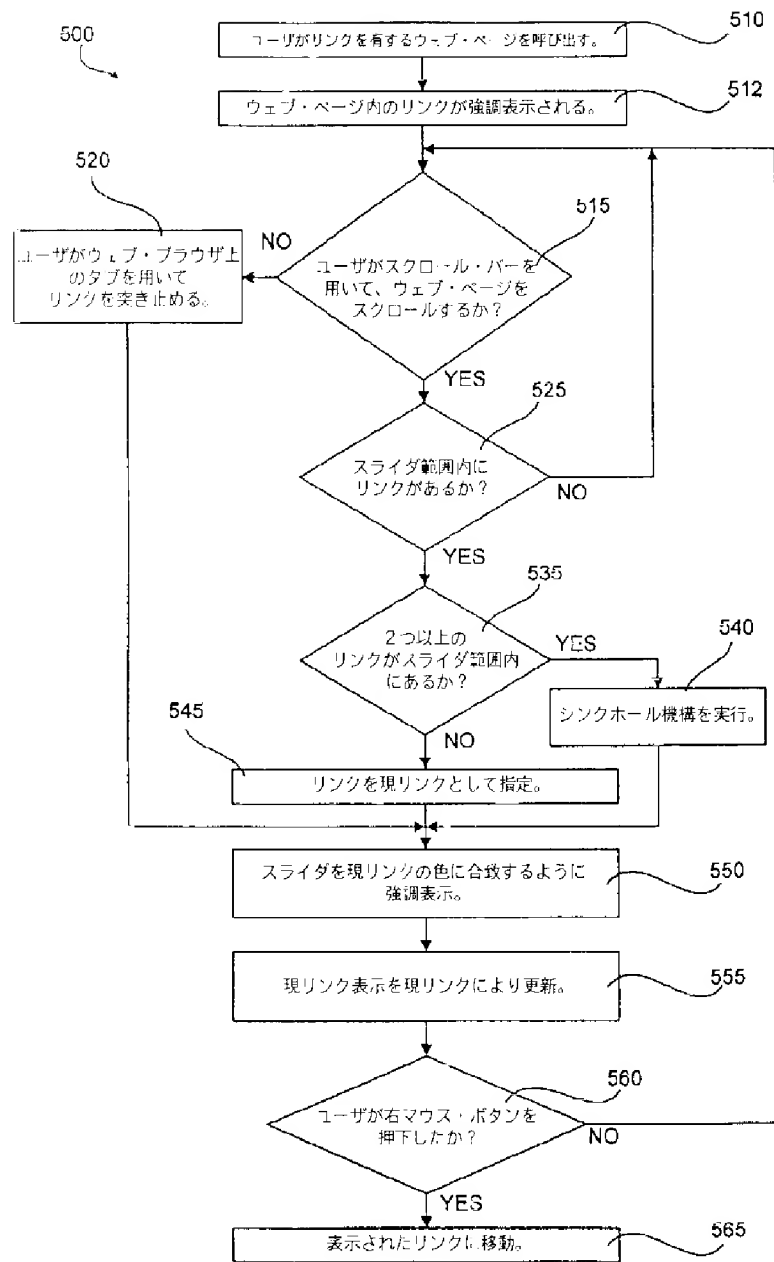 500
ユーザがリンクを有するウェブ・ページを呼び出す。
510
ウェブ・ページ内のリンクが強調表示される。
512
520
ユーザがウェブ・ブラウザ上
のタブを用いて
リンクを突き止める。
NO
515
ユーザがスクロール・バーを
用いて、ウェブ・ページを
スクロールするか？
YES
525
スライダ範囲内に
リンクがあるか？
NO
YES
535
２つ以上の
リンクがスライダ範囲内
にあるか？
YES
540
シンクホール機構を実行。
NO
545
リンクを現リンクとして指定。
スライダを現リンクの色に合致するように
強調表示。
550
現リンク表示を現リンクにより更新。
555
560
ユーザが右マウス・ボタンを
押下したか？
NO
YES
表示されたリンクに移動。
565